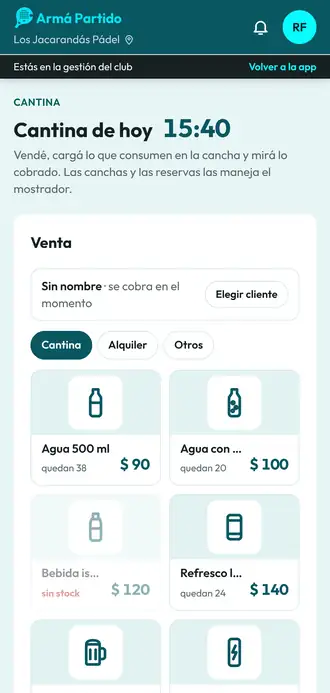 Armá Partido
Los Jacarandás Pádel
RF
Estás en la gestión del club
Volver a la app
CANTINA
Cantina de hoy 15:40
Vendé, cargá lo que consumen en la cancha y mirá lo
cobrado. Las canchas y las reservas las maneja el
mostrador.
Venta
Sin nombre · se cobra en el
momento
Elegir cliente
Cantina
Alquiler
Otros
Agua 500 ml
quedan 38
$ 90
Agua con ...
quedan 20
$ 100
Bebida is...
sin stock
$ 120
Refresco l...
quedan 24
$ 140